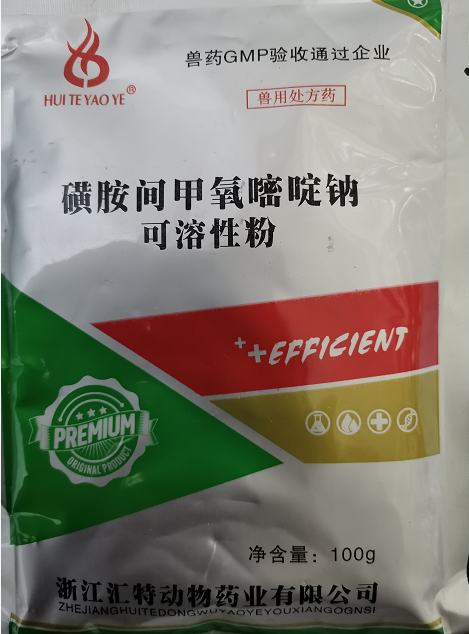 HUI TE YAO YE®
兽药GMP验收通过企业
兽用处方药
磺胺间甲氧嘧啶钠
可溶性粉
++EFFICIENT
PREMIUM
ORIGINAL PRODUCT
净含量：100g
浙江汇特动物药业有限公司
ZHEJIANGHUITEDONGWUYAOYEYOUXIANGONGSI